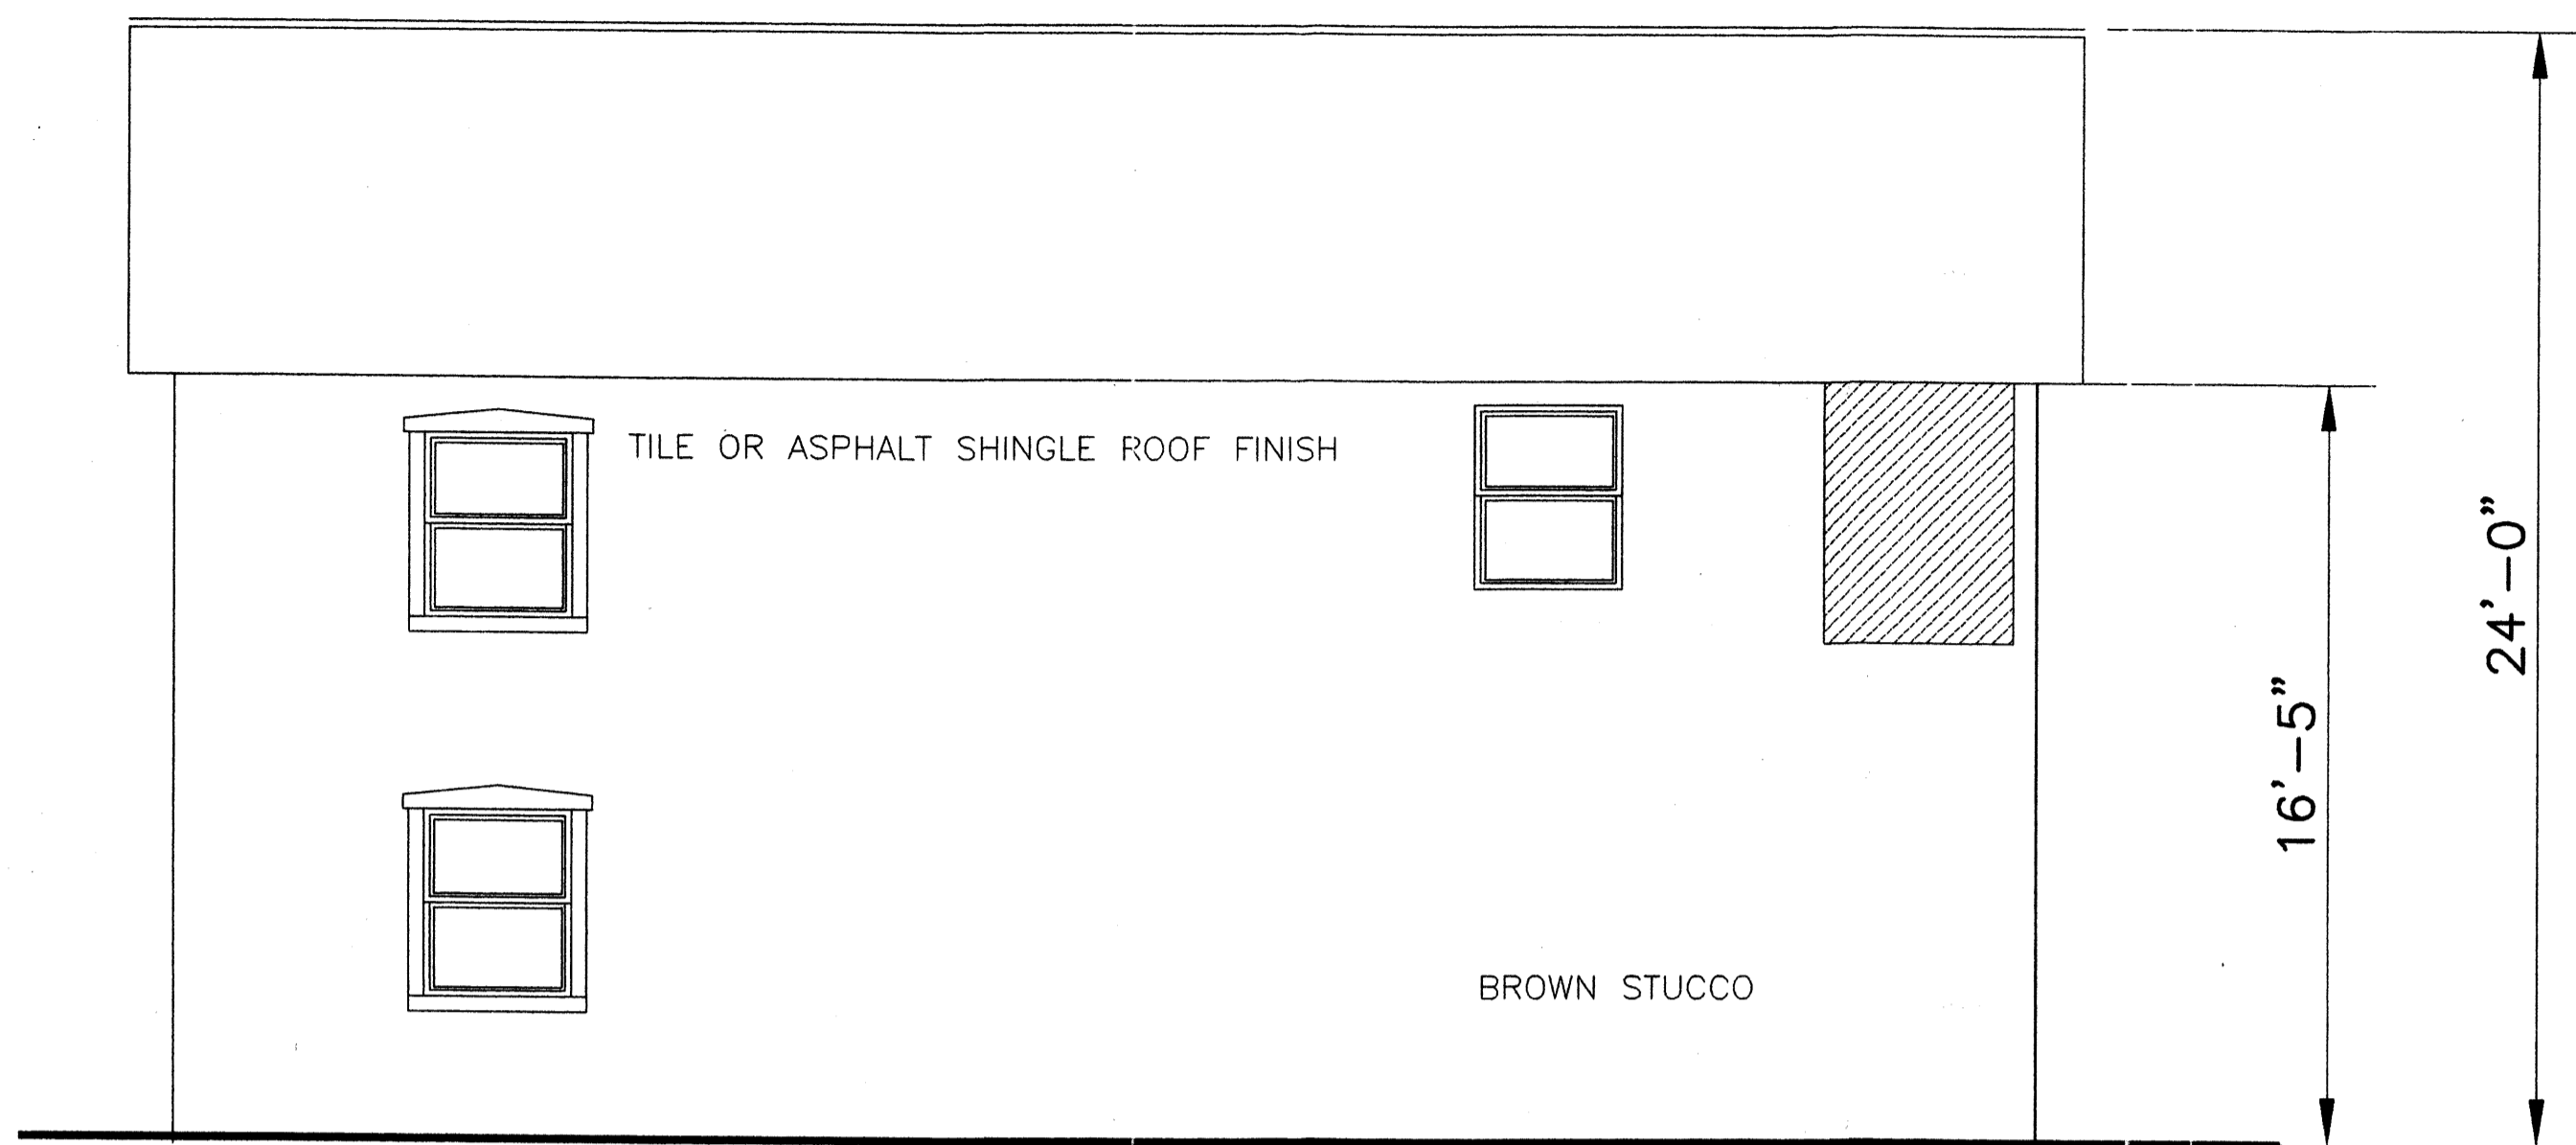 TILE OR ASPHALT SHINGLE ROOF FINISH
24'-0"
16'-5"
BROWN STUCCO